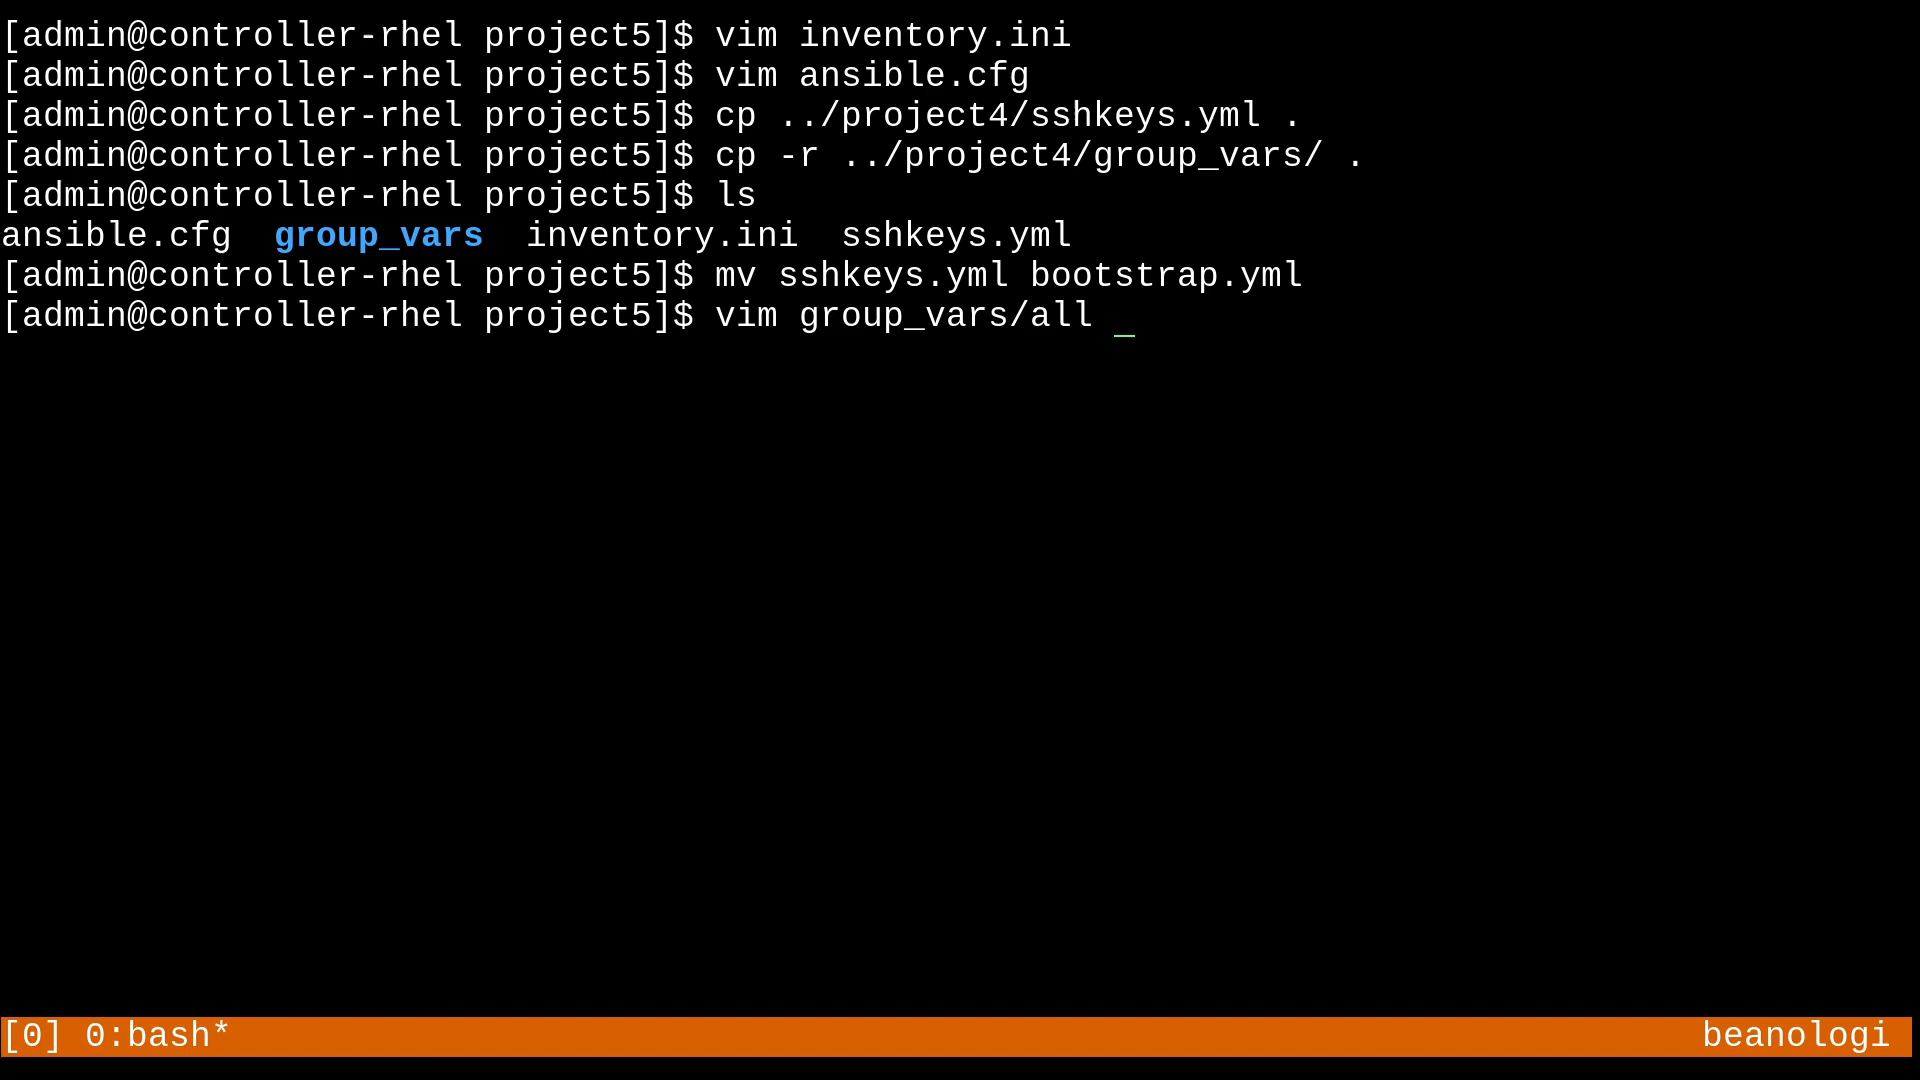 [admin@controller-rhel project5]$ vim inventory.ini
[admin@controller-rhel project5]$ vim ansible.cfg
[admin@controller-rhel project5]$ cp ../project4/sshkeys.yml .
[admin@controller-rhel project5]$ cp -r ../project4/group_vars/ .
[admin@controller-rhel project5]$ ls
ansible.cfg  group_vars  inventory.ini  sshkeys.yml
[admin@controller-rhel project5]$ mv sshkeys.yml bootstrap.yml
[admin@controller-rhel project5]$ vim group_vars/all
[0] 0:bash* beanologi